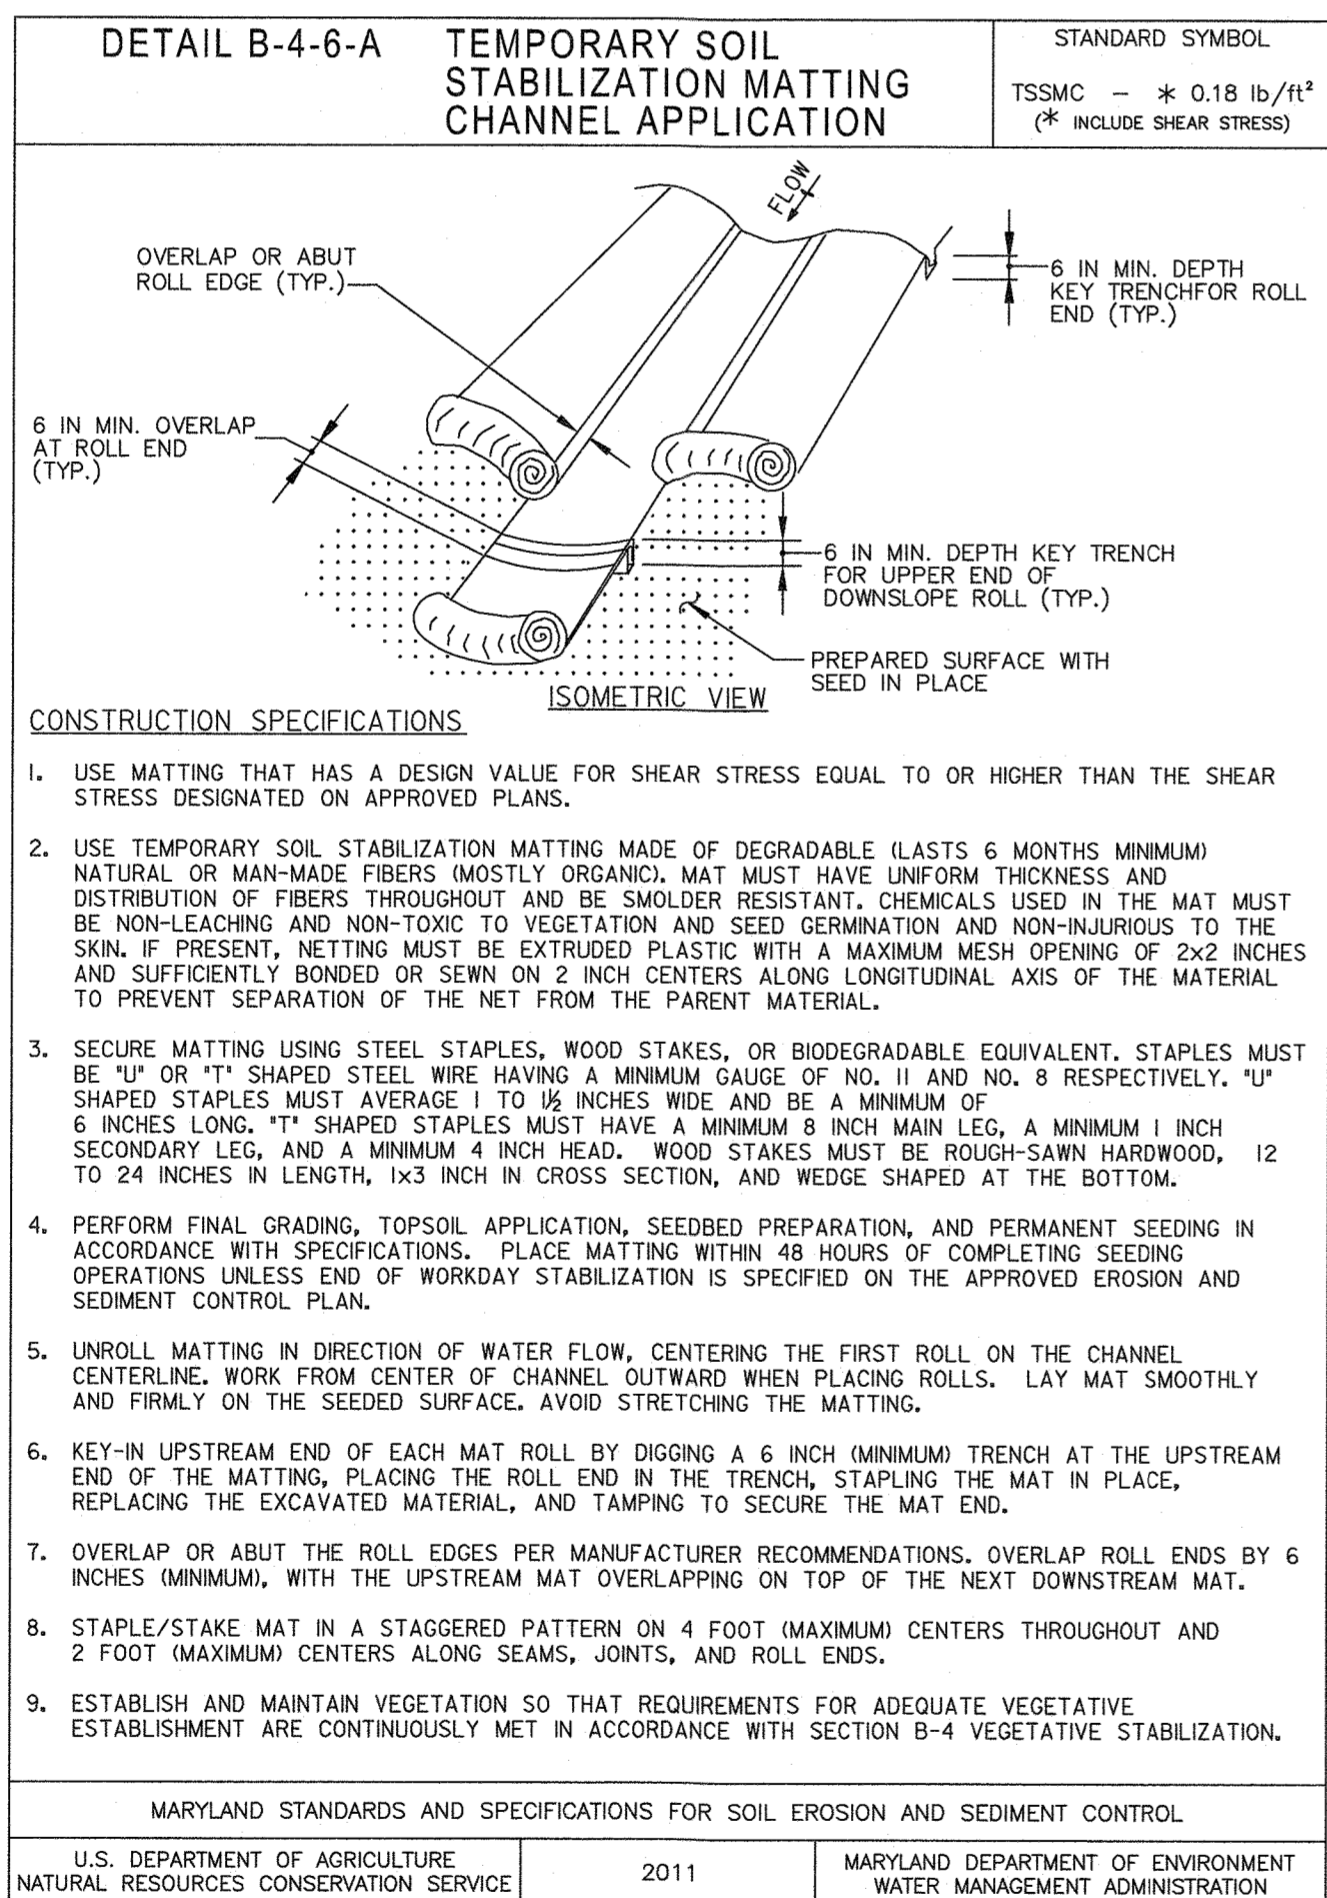 DETAIL B-4-6-A
TEMPORARY SOIL
STABILIZATION MATTING
CHANNEL APPLICATION
STANDARD SYMBOL
TSSMC - * 0.18 lb/ft²
(* INCLUDE SHEAR STRESS)
FLOW
OVERLAP OR ABUT
ROLL EDGE (TYP.)
6 IN MIN. DEPTH
KEY TRENCHFOR ROLL
END (TYP.)
6 IN MIN. OVERLAP
AT ROLL END
(TYP.)
6 IN MIN. DEPTH KEY TRENCH
FOR UPPER END OF
DOWNSLOPE ROLL (TYP.)
PREPARED SURFACE WITH
SEED IN PLACE
ISOMETRIC VIEW
CONSTRUCTION SPECIFICATIONS
1. USE MATTING THAT HAS A DESIGN VALUE FOR SHEAR STRESS EQUAL TO OR HIGHER THAN THE SHEAR
STRESS DESIGNATED ON APPROVED PLANS.
2. USE TEMPORARY SOIL STABILIZATION MATTING MADE OF DEGRADABLE (LASTS 6 MONTHS MINIMUM)
NATURAL OR MAN-MADE FIBERS (MOSTLY ORGANIC). MAT MUST HAVE UNIFORM THICKNESS AND
DISTRIBUTION OF FIBERS THROUGHOUT AND BE SMOLDER RESISTANT. CHEMICALS USED IN THE MAT MUST
BE NON-LEACHING AND NON-TOXIC TO VEGETATION AND SEED GERMINATION AND NON-INJURIOUS TO THE
SKIN. IF PRESENT, NETTING MUST BE EXTRUDED PLASTIC WITH A MAXIMUM MESH OPENING OF 2x2 INCHES
AND SUFFICIENTLY BONDED OR SEWN ON 2 INCH CENTERS ALONG LONGITUDINAL AXIS OF THE MATERIAL
TO PREVENT SEPARATION OF THE NET FROM THE PARENT MATERIAL.
3. SECURE MATTING USING STEEL STAPLES, WOOD STAKES, OR BIODEGRADABLE EQUIVALENT. STAPLES MUST
BE "U" OR "T" SHAPED STEEL WIRE HAVING A MINIMUM GAUGE OF NO. 11 AND NO. 8 RESPECTIVELY. "U"
SHAPED STAPLES MUST AVERAGE 1 TO 1½ INCHES WIDE AND BE A MINIMUM OF
6 INCHES LONG. "T" SHAPED STAPLES MUST HAVE A MINIMUM 8 INCH MAIN LEG, A MINIMUM 1 INCH
SECONDARY LEG, AND A MINIMUM 4 INCH HEAD. WOOD STAKES MUST BE ROUGH-SAWN HARDWOOD, 12
TO 24 INCHES IN LENGTH, 1x3 INCH IN CROSS SECTION, AND WEDGE SHAPED AT THE BOTTOM.
4. PERFORM FINAL GRADING, TOPSOIL APPLICATION, SEEDBED PREPARATION, AND PERMANENT SEEDING IN
ACCORDANCE WITH SPECIFICATIONS. PLACE MATTING WITHIN 48 HOURS OF COMPLETING SEEDING
OPERATIONS UNLESS END OF WORKDAY STABILIZATION IS SPECIFIED ON THE APPROVED EROSION AND
SEDIMENT CONTROL PLAN.
5. UNROLL MATTING IN DIRECTION OF WATER FLOW, CENTERING THE FIRST ROLL ON THE CHANNEL
CENTERLINE. WORK FROM CENTER OF CHANNEL OUTWARD WHEN PLACING ROLLS. LAY MAT SMOOTHLY
AND FIRMLY ON THE SEEDED SURFACE. AVOID STRETCHING THE MATTING.
6. KEY-IN UPSTREAM END OF EACH MAT ROLL BY DIGGING A 6 INCH (MINIMUM) TRENCH AT THE UPSTREAM
END OF THE MATTING, PLACING THE ROLL END IN THE TRENCH, STAPLING THE MAT IN PLACE,
REPLACING THE EXCAVATED MATERIAL, AND TAMPING TO SECURE THE MAT END.
7. OVERLAP OR ABUT THE ROLL EDGES PER MANUFACTURER RECOMMENDATIONS. OVERLAP ROLL ENDS BY 6
INCHES (MINIMUM), WITH THE UPSTREAM MAT OVERLAPPING ON TOP OF THE NEXT DOWNSTREAM MAT.
8. STAPLE/STAKE MAT IN A STAGGERED PATTERN ON 4 FOOT (MAXIMUM) CENTERS THROUGHOUT AND
2 FOOT (MAXIMUM) CENTERS ALONG SEAMS, JOINTS, AND ROLL ENDS.
9. ESTABLISH AND MAINTAIN VEGETATION SO THAT REQUIREMENTS FOR ADEQUATE VEGETATIVE
ESTABLISHMENT ARE CONTINUOUSLY MET IN ACCORDANCE WITH SECTION B-4 VEGETATIVE STABILIZATION.
MARYLAND STANDARDS AND SPECIFICATIONS FOR SOIL EROSION AND SEDIMENT CONTROL
U.S. DEPARTMENT OF AGRICULTURE
NATURAL RESOURCES CONSERVATION SERVICE
2011
MARYLAND DEPARTMENT OF ENVIRONMENT
WATER MANAGEMENT ADMINISTRATION